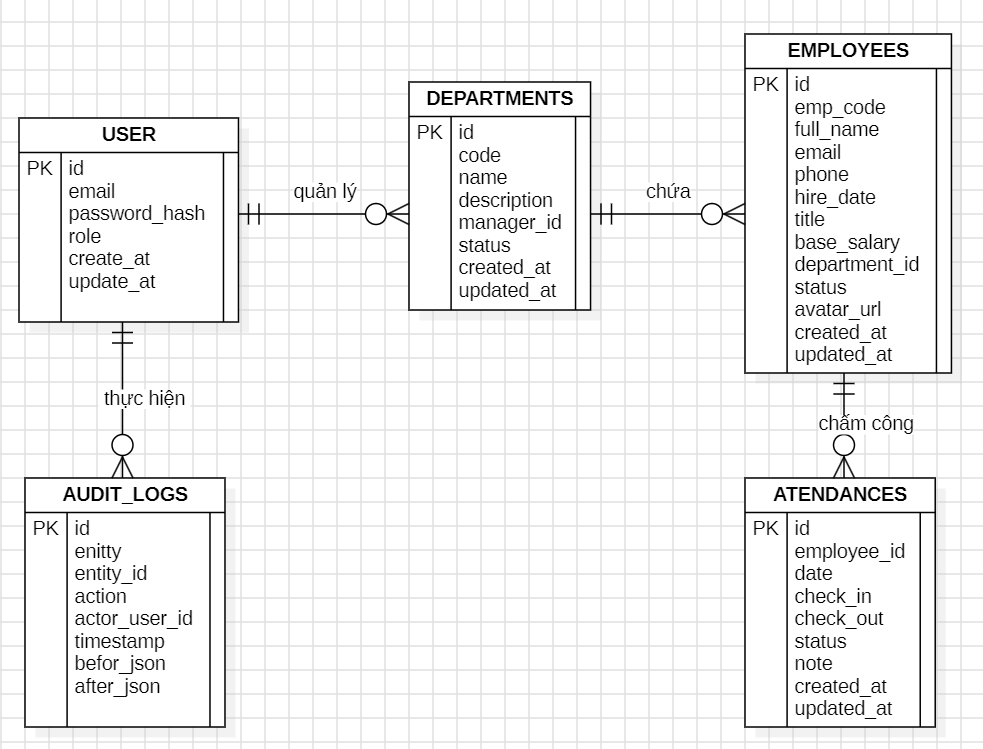 USER
PK id
email
password_hash
role
create_at
update_at
quản lý
DEPARTMENTS
PK id
code
name
description
manager_id
status
created_at
updated_at
chứa
EMPLOYEES
PK id
emp_code
full_name
email
phone
hire_date
title
base_salary
department_id
status
avatar_url
created_at
updated_at
thực hiện
chấm công
AUDIT_LOGS
PK id
enitty
entity_id
action
actor_user_id
timestamp
befor_json
after_json
ATENDANCES
PK id
employee_id
date
check_in
check_out
status
note
created_at
updated_at